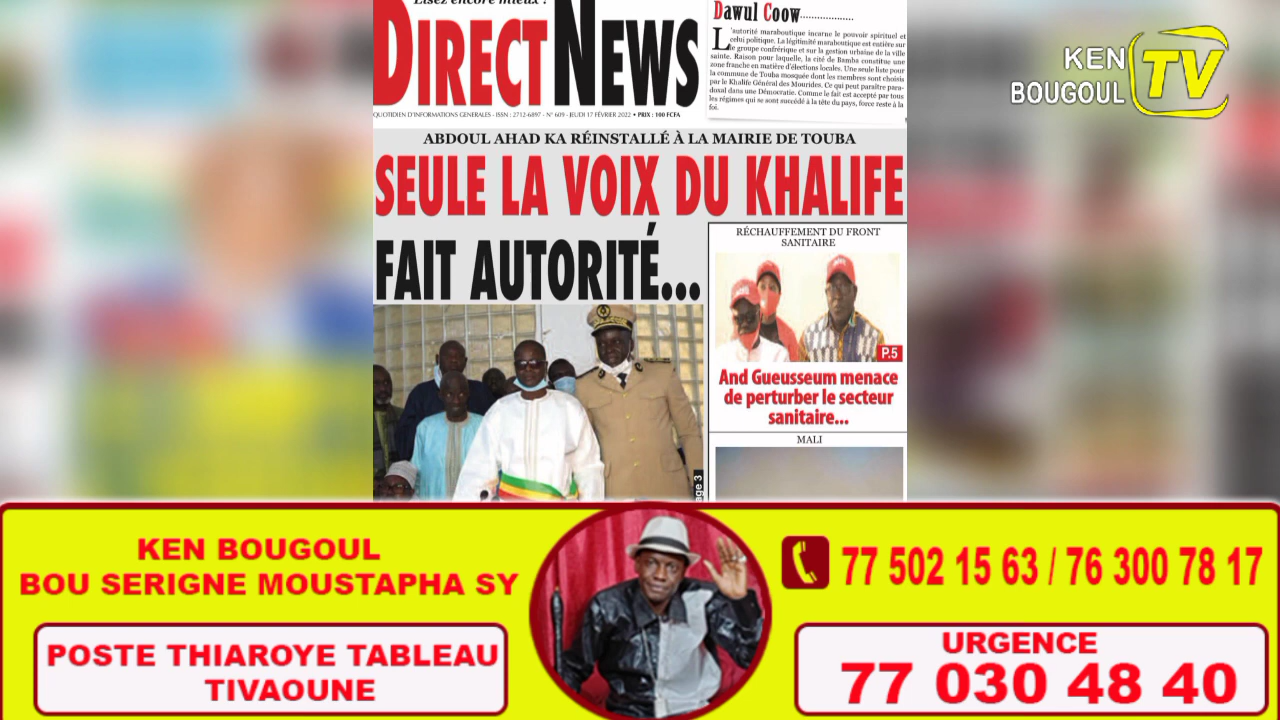 Lisez encore mieux !
DIRECT NEWS
QUOTIDIEN D'INFORMATIONS GENERALES - ISSN : 2712-6897 - N° 609 - JEUDI 17 FÉVRIER 2022 • PRIX : 100 FCFA
Dawul Coow..................
L'autorité maraboutique incarne le pouvoir spirituel et
celui politique. La légitimité maraboutique est entière sur
le groupe confrérique et sur la gestion urbaine de la ville
sainte. Raison pour laquelle, la cité de Bamba constitue une
zone franche en matière d'élections locales. Une seule liste pour
la commune de Touba mosquée dont les membres sont choisis
par le Khalife Général des Mourides. Ce qui peut paraître para-
doxal dans une Démocratie. Comme le fait est accepté par tous
les régimes qui ne sont succédé à la tête du pays, force reste à la
foi.
KEN
BOUGOUL
TV
ABDOUL AHAD KA RÉINSTALLÉ À LA MAIRIE DE TOUBA
SEULE LA VOIX DU KHALIFE
FAIT AUTORITÉ...
RÉCHAUFFEMENT DU FRONT
SANITAIRE
P.5
And Gueusseum menace
de perturber le secteur
sanitaire...
MALI
age 3
KEN BOUGOUL
BOU SERIGNE MOUSTAPHA SY
POSTE THIAROYE TABLEAU
TIVAOUNE
77 502 15 63 / 76 300 78 17
URGENCE
77 030 48 40